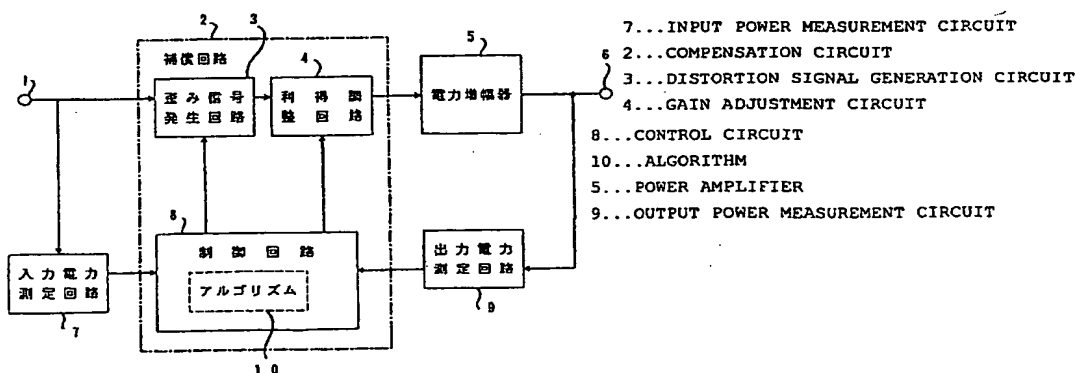 2
3
補償回路
4
5
6
1
歪み信号
発生回路
利得調
整回路
電力増幅器
8
制御回路
アルゴリズム
入力電力
測定回路
出力電力
測定回路
7
9
10
7...INPUT POWER MEASUREMENT CIRCUIT
2...COMPENSATION CIRCUIT
3...DISTORTION SIGNAL GENERATION CIRCUIT
4...GAIN ADJUSTMENT CIRCUIT
8...CONTROL CIRCUIT
10...ALGORITHM
5...POWER AMPLIFIER
9...OUTPUT POWER MEASUREMENT CIRCUIT